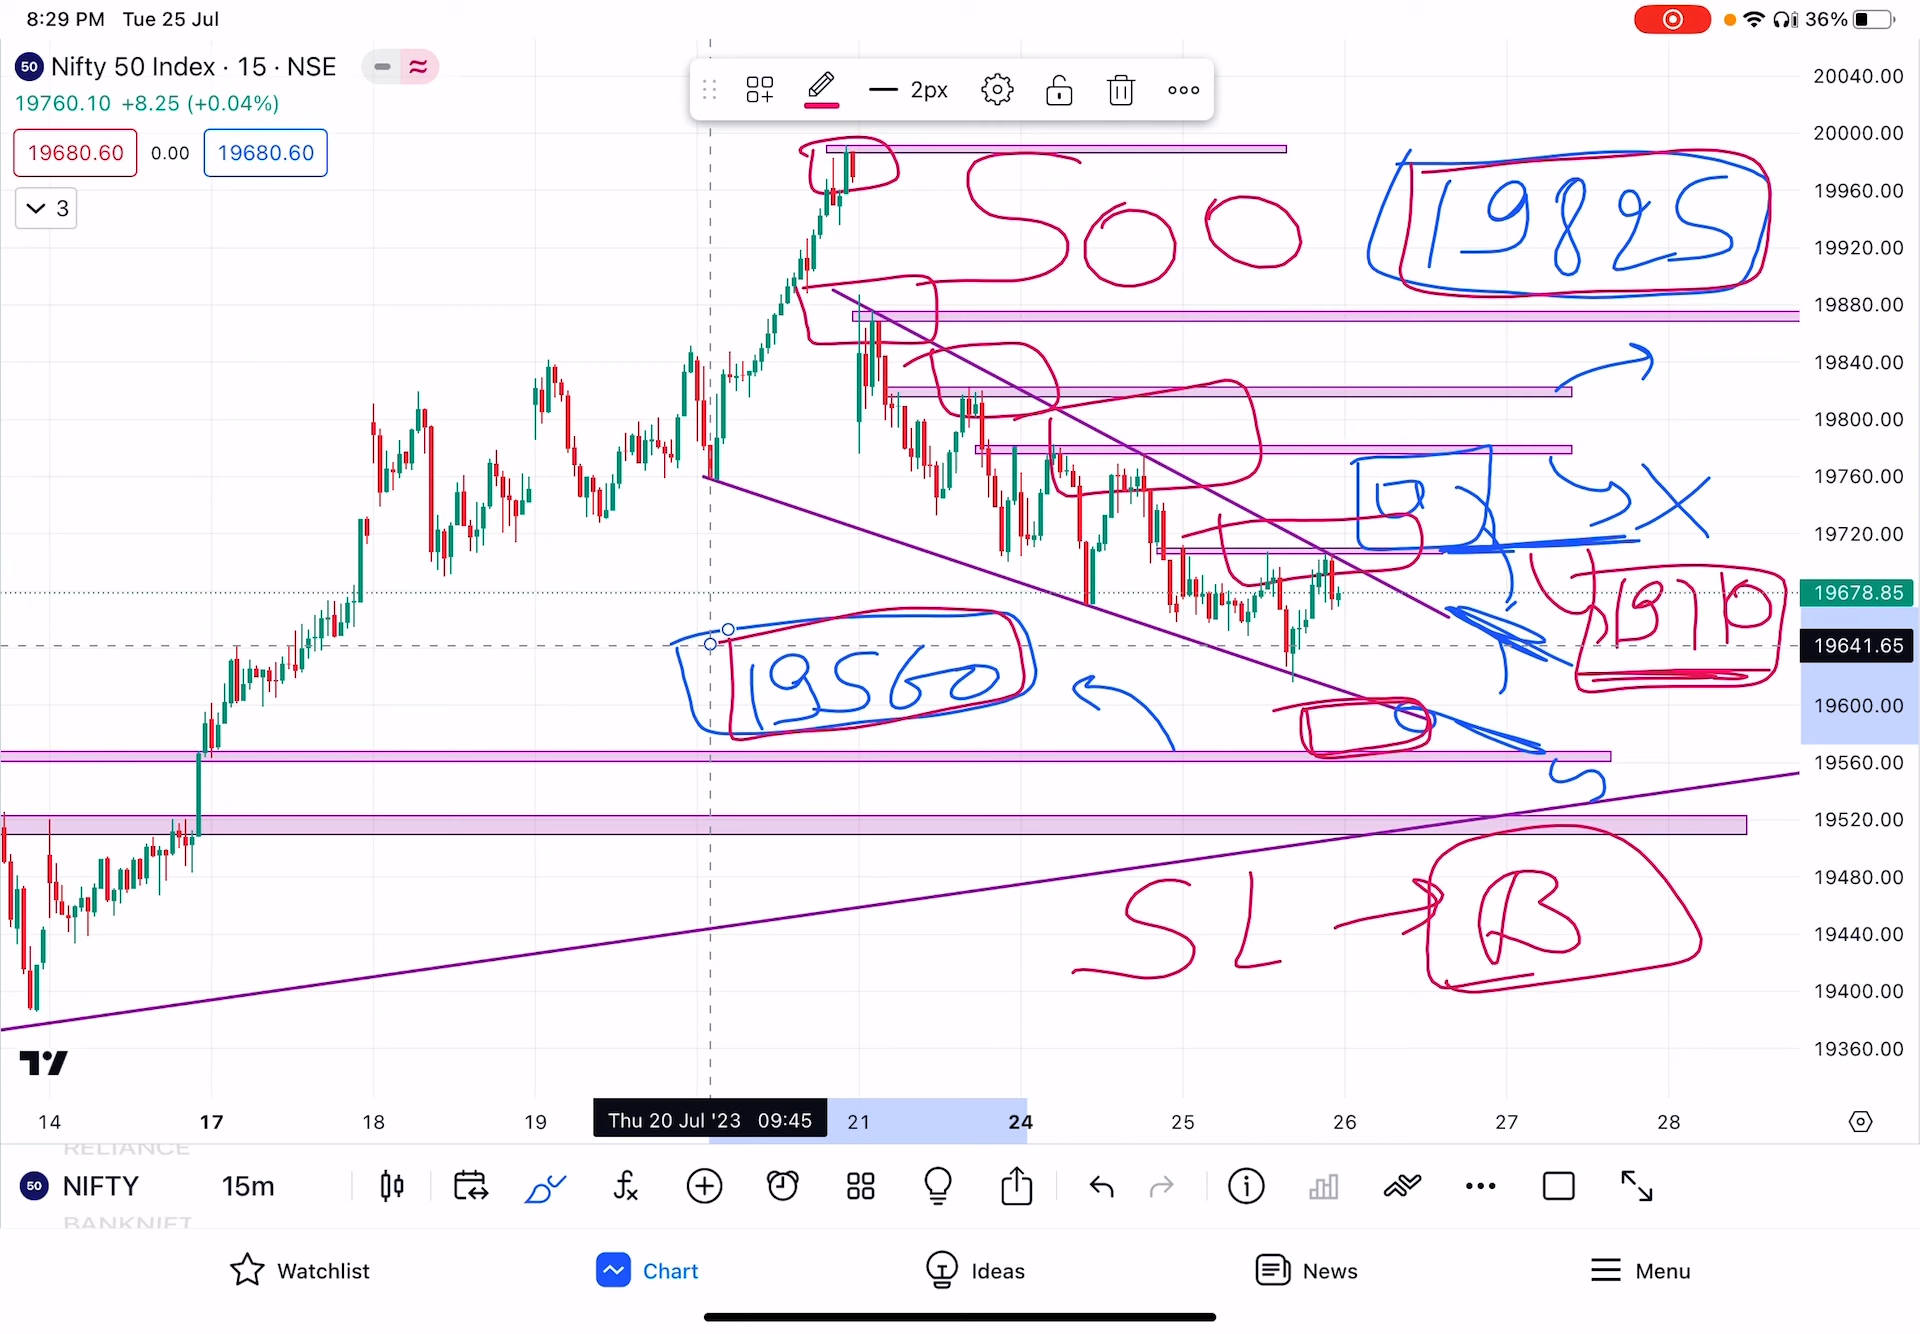 8:29 PM Tue 25 Jul
36%
50 Nifty 50 Index · 15 · NSE
19760.10 +8.25 (+0.04%)
19680.60 0.00 19680.60
3
2px
20040.00
20000.00
19960.00
19920.00
19880.00
19840.00
19800.00
19760.00
19720.00
19678.85
19641.65
19600.00
19560.00
19520.00
19480.00
19440.00
19400.00
19360.00
500
19825
X
19710
19560
SL → B
14 17 18 19 Thu 20 Jul '23 09:45 21 24 25 26 27 28
RELIANCE
50 NIFTY 15m
BANKNIFT
Watchlist Chart Ideas News Menu